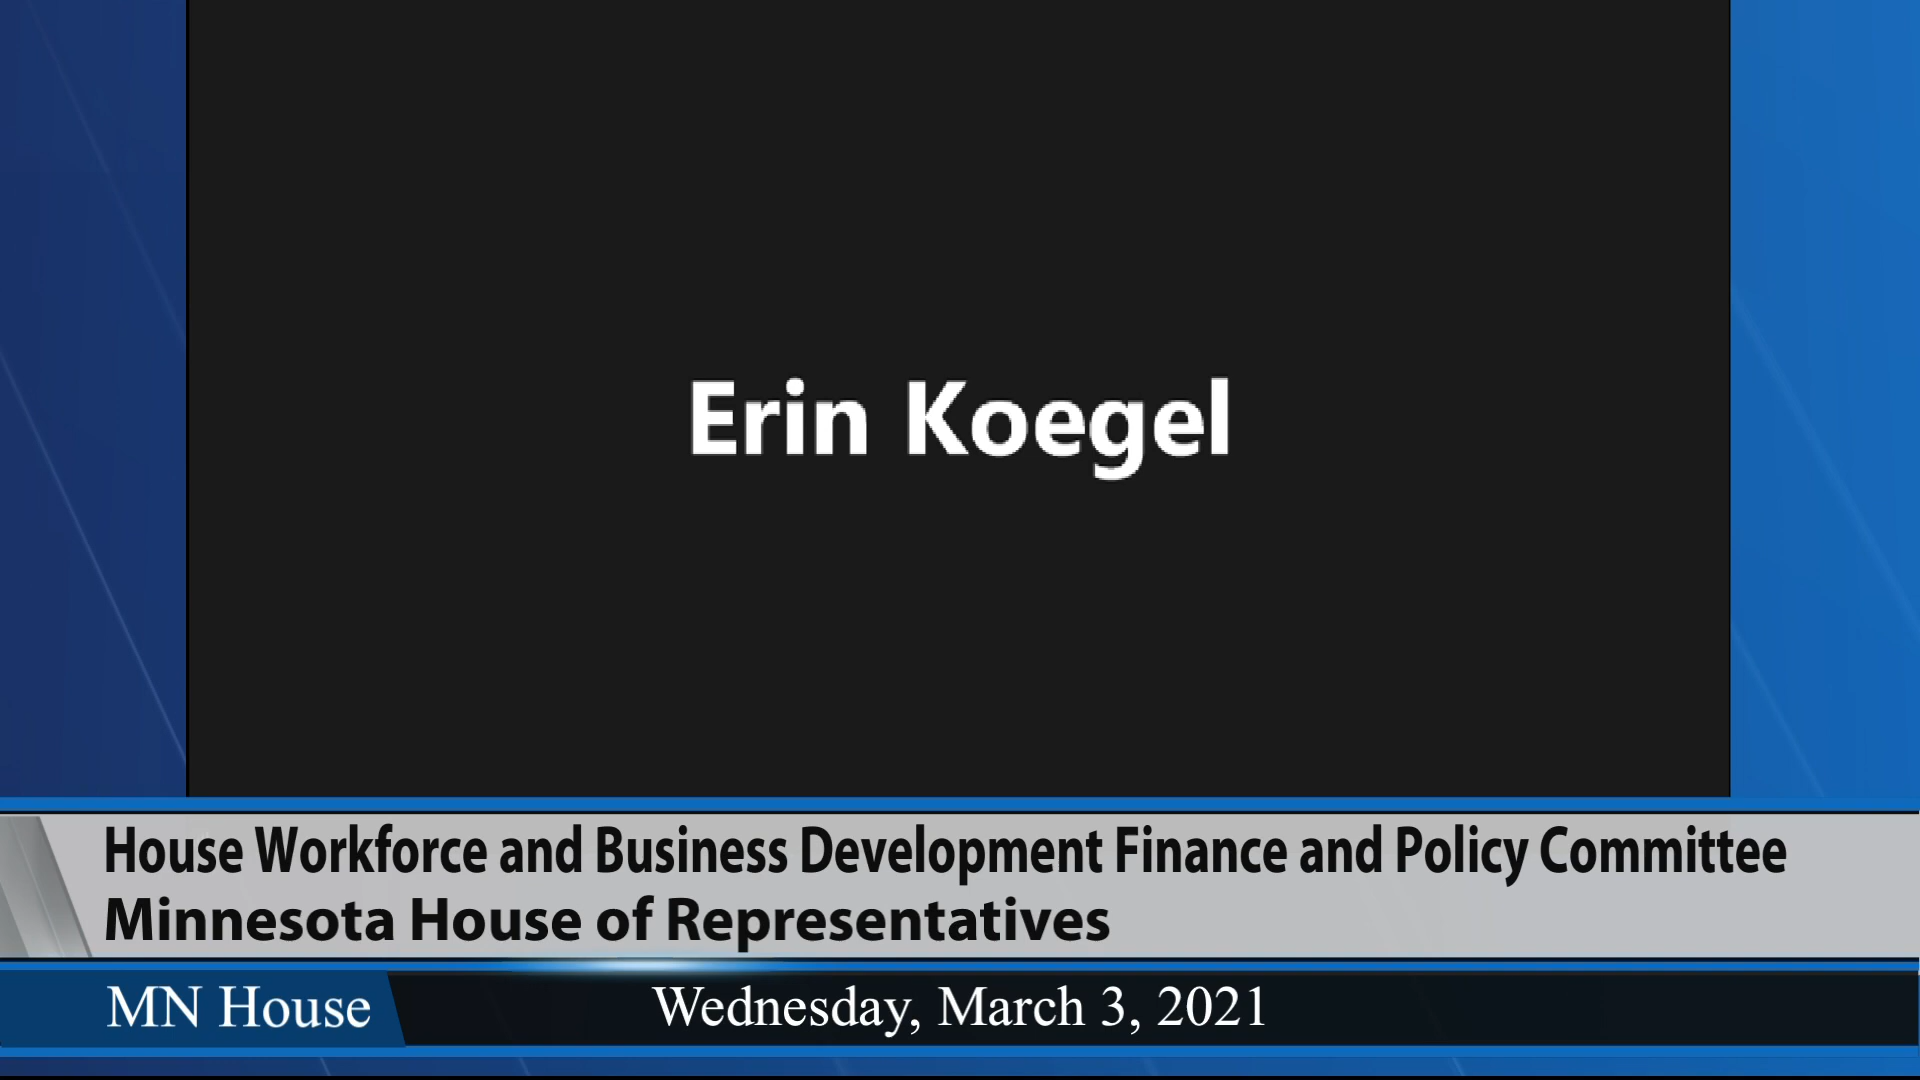 Erin Koegel
House Workforce and Business Development Finance and Policy Committee
Minnesota House of Representatives
MN House
Wednesday, March 3, 2021